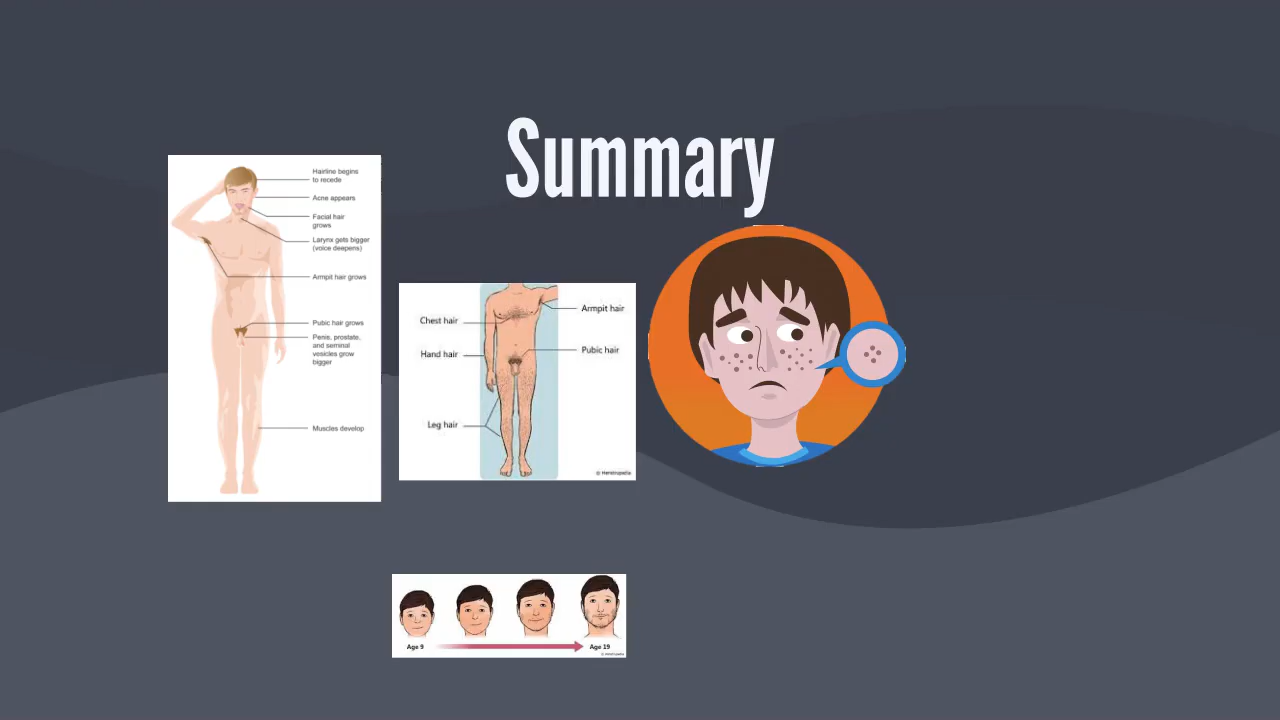 Summary
Hairline begins
to recede
Acne appears
Facial hair
grows
Larynx gets bigger
(voice deepens)
Armpit hair grows
Pubic hair grows
Penis, prostate,
and seminal
vesicles grow
bigger
Muscles develop
Chest hair
Hand hair
Leg hair
Armpit hair
Pubic hair
© Menstrupedia
Age 9
Age 19
© Menstrupedia